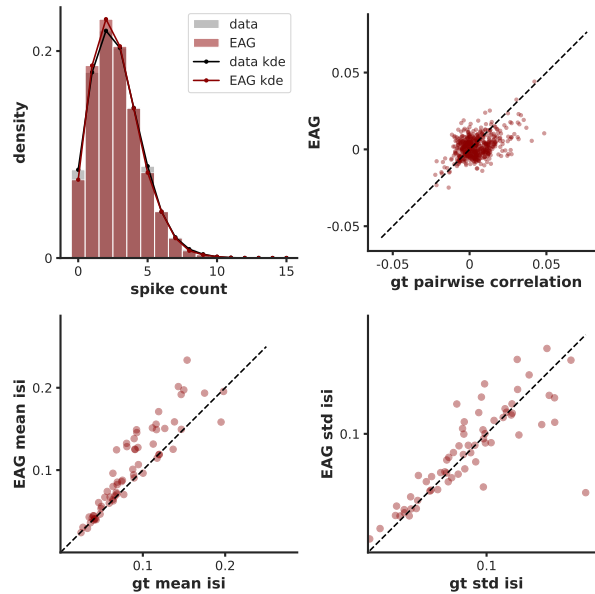 data
EAG
data kde
EAG kde
0.2
0
density
0 5 10 15
spike count
0.05
0
-0.05
EAG
-0.05 0 0.05
gt pairwise correlation
0.2
0.1
EAG mean isi
0.1 0.2
gt mean isi
0.1
EAG std isi
0.1
gt std isi